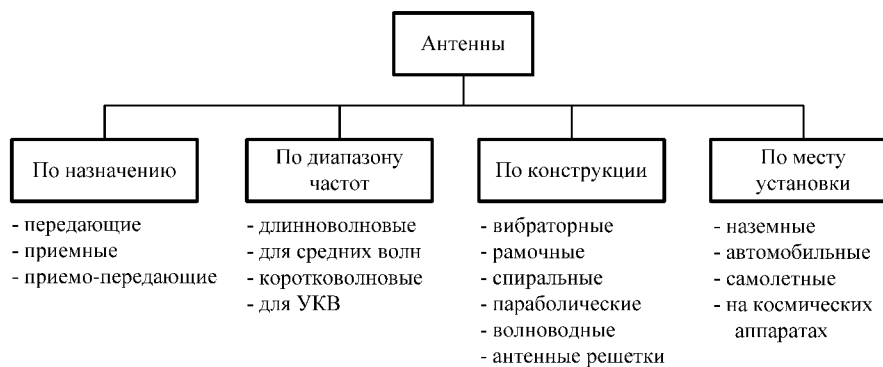 Антенны
По назначению
- передающие
- приемные
- приемо-передающие
По диапазону
частот
- длинноволновые
- для средних волн
- коротковолновые
- для УКВ
По конструкции
- вибраторные
- рамочные
- спиральные
- параболические
- волноводные
- антенные решетки
По месту
установки
- наземные
- автомобильные
- самолетные
- на космических
аппаратах